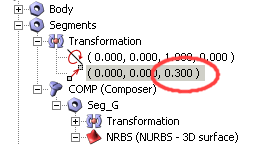 Body
Segments
Transformation
( 0.000, 0.000, 1.000, 0.000 )
( 0.000, 0.000, 0.300 )
COMP (Composer)
Seg_G
Transformation
NRBS (NURBS - 3D surface)